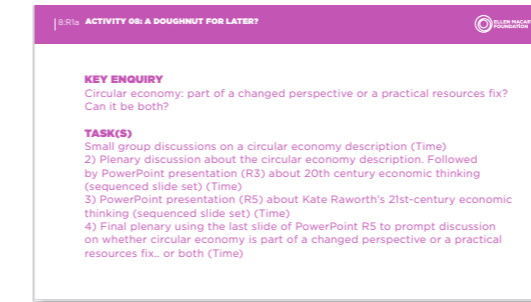 8:R1a ACTIVITY 08: A DOUGHNUT FOR LATER?
ELLEN MACAR
FOUNDATION
KEY ENQUIRY
Circular economy: part of a changed perspective or a practical resources fix?
Can it be both?
TASK(S)
Small group discussions on a circular economy description (Time)
2) Plenary discussion about the circular economy description. Followed
by PowerPoint presentation (R3) about 20th century economic thinking
(sequenced slide set) (Time)
3) PowerPoint presentation (R5) about Kate Raworth's 21st-century economic
thinking (sequenced slide set) (Time)
4) Final plenary using the last slide of PowerPoint R5 to prompt discussion
on whether circular economy is part of a changed perspective or a practical
resources fix.. or both (Time)